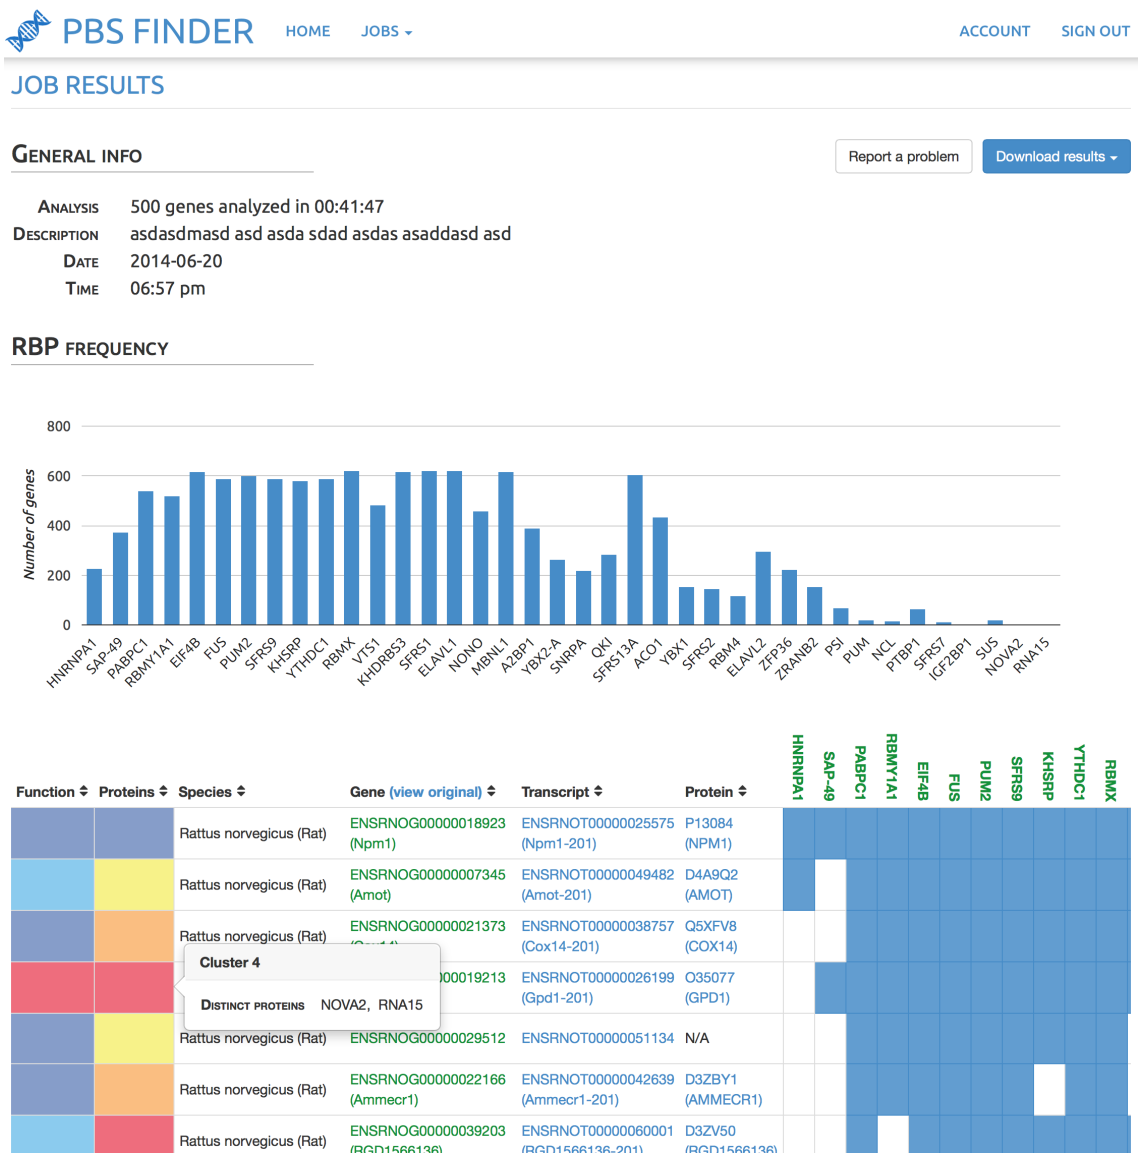 PBS FINDER HOME JOBS ACCOUNT SIGN OUT
JOB RESULTS
GENERAL INFO Report a problem Download results
ANALYSIS 500 genes analyzed in 00:41:47
DESCRIPTION asdasdmasd asd asda sdad asdas asaddasd asd
DATE 2014-06-20
TIME 06:57 pm
RBP FREQUENCY
800
600
400
200
0
Number of genes
HNRNPA1 SAP-49 PABPC1 RBMY1A1 EIF4B FUS PUM2 SFRS9 KHSRP YTHDC1 RBMX VTS1 KHDRBS3 SFRS1 ELAVL1 NONO MBNL1 A2BP1 YBX2-A SNRPA QKI SFRS13A ACO1 YBX1 SFRS2 RBM4 ELAVL2 ZFP36 ZRANB2 PSI PUM NCL PTBP1 SFRS7 IGF2BP1 SUS NOVA2 RNA15
Function Proteins Species Gene (view original) Transcript Protein HNRNPA1 SAP-49 PABPC1 RBMY1A1 EIF4B FUS PUM2 SFRS9 KHSRP YTHDC1 RBMX
Rattus norvegicus (Rat) ENSRNOG00000018923 ENSRNOT00000025575 P13084
(Npm1) (Npm1-201) (NPM1)
Rattus norvegicus (Rat) ENSRNOG00000007345 ENSRNOT00000049482 D4A9Q2
(Amot) (Amot-201) (AMOT)
Rattus norvegicus (Rat) ENSRNOG00000021373 ENSRNOT00000038757 Q5XFV8
(Cox14-201) (COX14)
Cluster 4
00019213 ENSRNOT00000026199 O35077
(Gpd1-201) (GPD1)
DISTINCT PROTEINS NOVA2, RNA15
Rattus norvegicus (Rat) ENSRNOG00000029512 ENSRNOT00000051134 N/A
Rattus norvegicus (Rat) ENSRNOG00000022166 ENSRNOT00000042639 D3ZBY1
(Ammecr1) (Ammecr1-201) (AMMECR1)
Rattus norvegicus (Rat) ENSRNOG00000039203 ENSRNOT00000060001 D3ZV50
(RGD1566136) (RGD1566136-201) (RGD1566136)